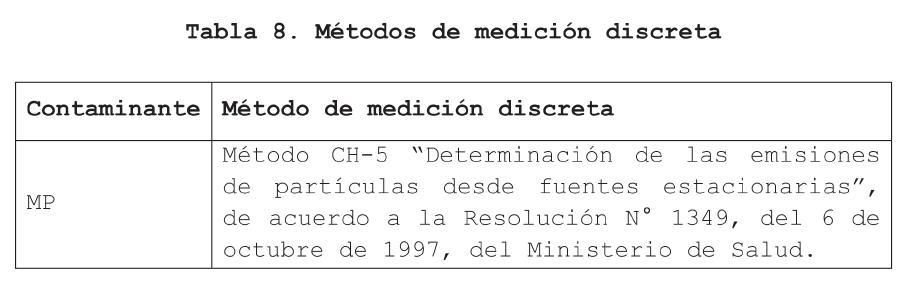 Tabla 8. Métodos de medición discreta
Contaminante Método de medición discreta
MP
Método CH-5 “Determinación de las emisiones
de partículas desde fuentes estacionarias”,
de acuerdo a la Resolución N° 1349, del 6 de
octubre de 1997, del Ministerio de Salud.